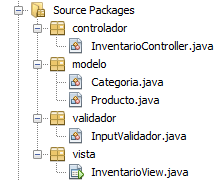 Source Packages
controlador
InventarioController.java
modelo
Categoria.java
Producto.java
validador
InputValidador.java
vista
InventarioView.java